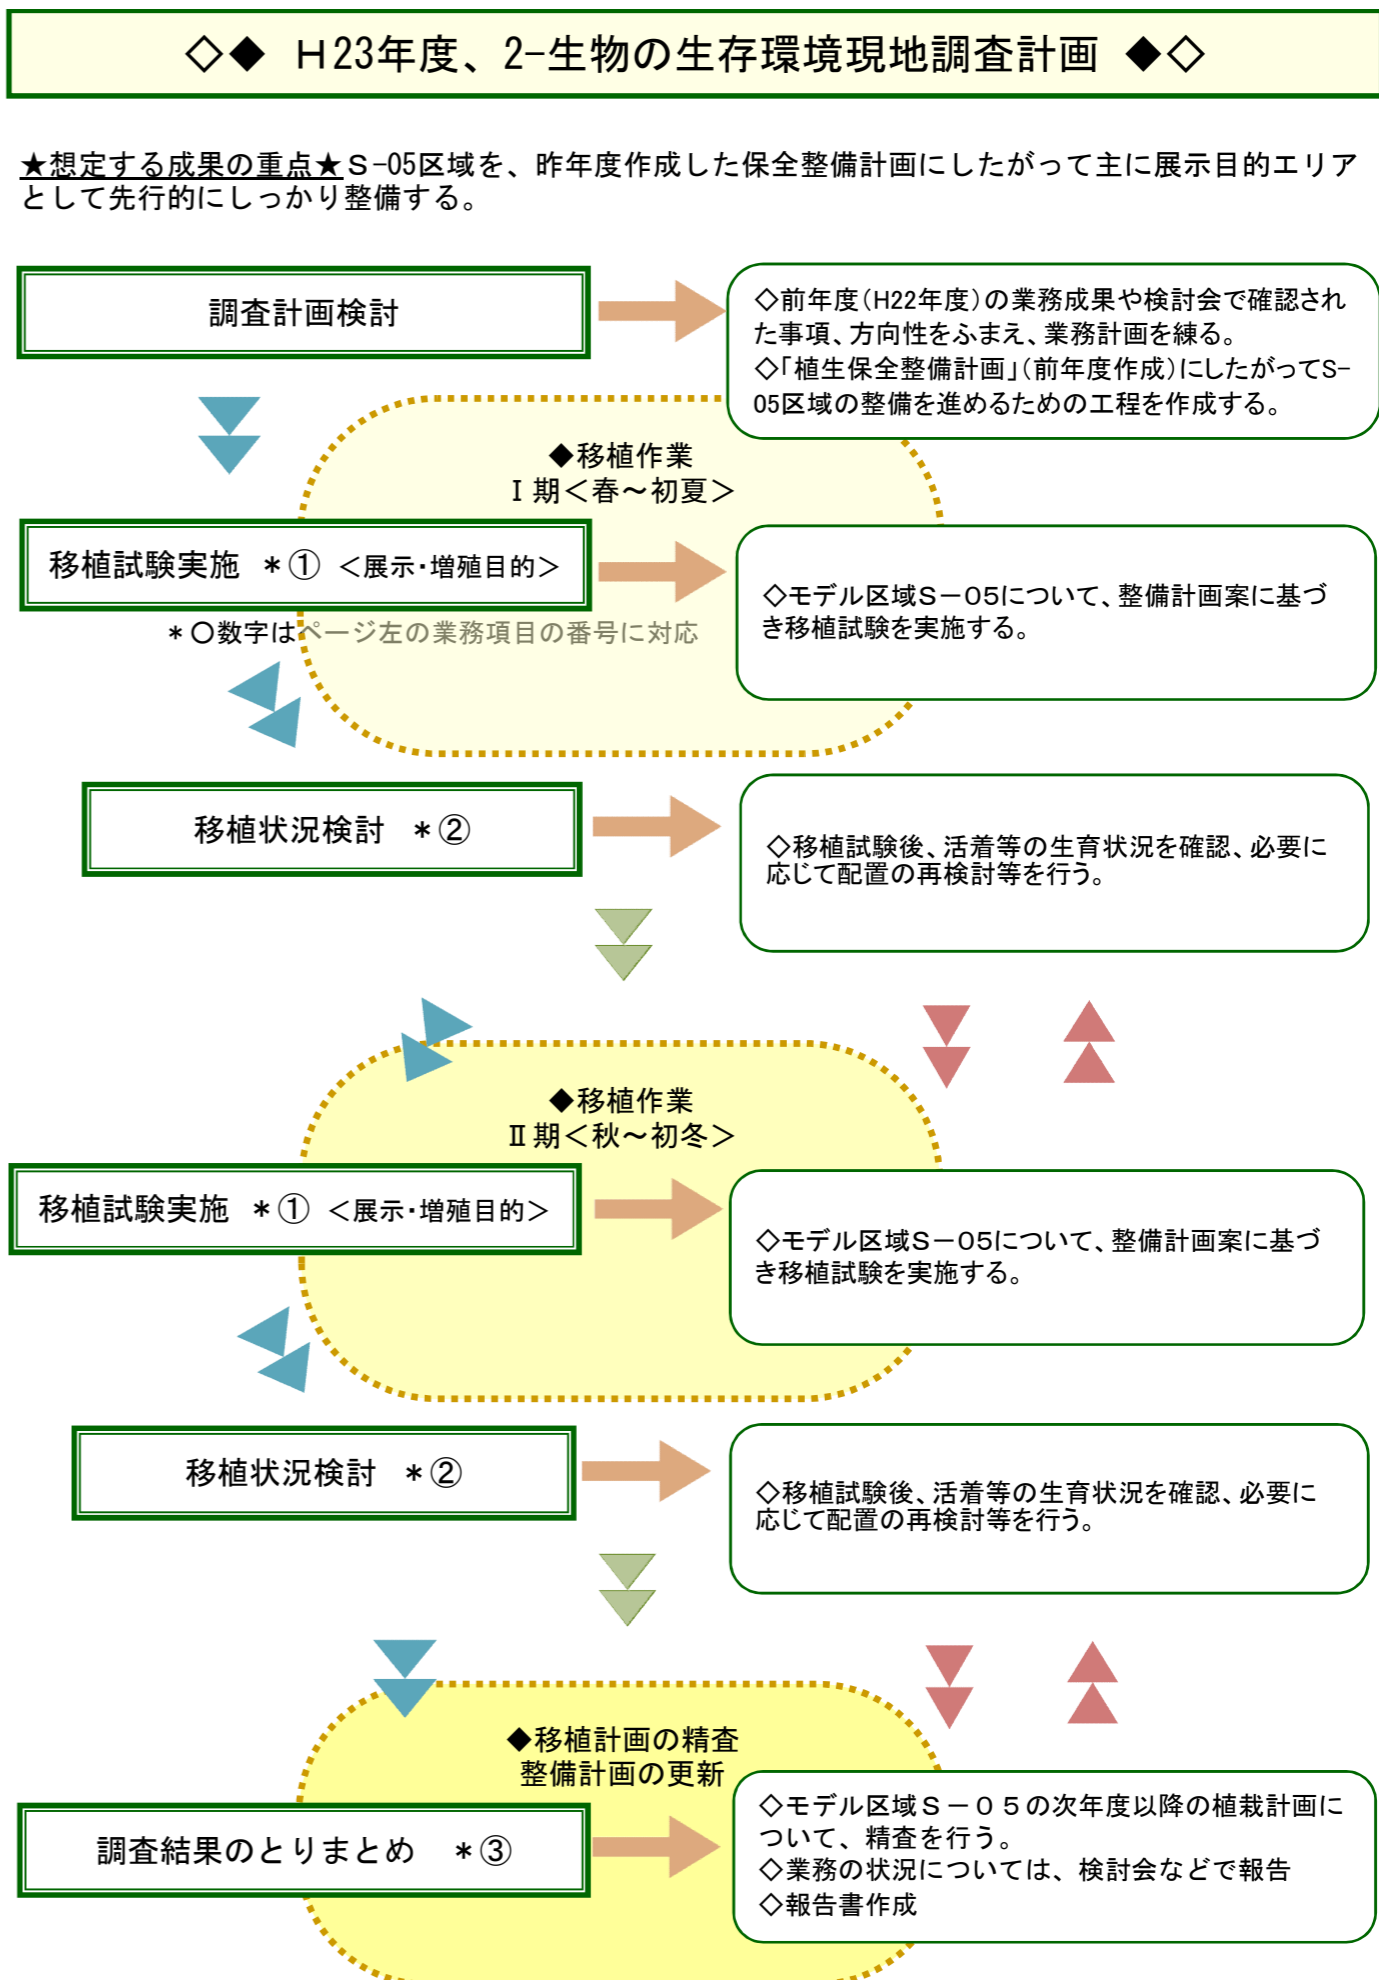 ◇◆ H23年度、2-生物の生存環境現地調査計画 ◆◇
★想定する成果の重点★S-05区域を、昨年度作成した保全整備計画にしたがって主に展示目的エリア
として先行的にしっかり整備する。
調査計画検討
◇前年度(H22年度)の業務成果や検討会で確認され
た事項、方向性をふまえ、業務計画を練る。
◇「植生保全整備計画」(前年度作成)にしたがってS-
05区域の整備を進めるための工程を作成する。
◆移植作業
Ⅰ期<春～初夏>
移植試験実施 *① <展示・増殖目的>
◇モデル区域S-05について、整備計画案に基づ
き移植試験を実施する。
*○数字はページ左の業務項目の番号に対応
移植状況検討 *②
◇移植試験後、活着等の生育状況を確認、必要に
応じて配置の再検討等を行う。
◆移植作業
Ⅱ期<秋～初冬>
移植試験実施 *① <展示・増殖目的>
◇モデル区域S-05について、整備計画案に基づ
き移植試験を実施する。
移植状況検討 *②
◇移植試験後、活着等の生育状況を確認、必要に
応じて配置の再検討等を行う。
◆移植計画の精査
整備計画の更新
調査結果のとりまとめ *③
◇モデル区域S-05の次年度以降の植栽計画に
ついて、精査を行う。
◇業務の状況については、検討会などで報告
◇報告書作成